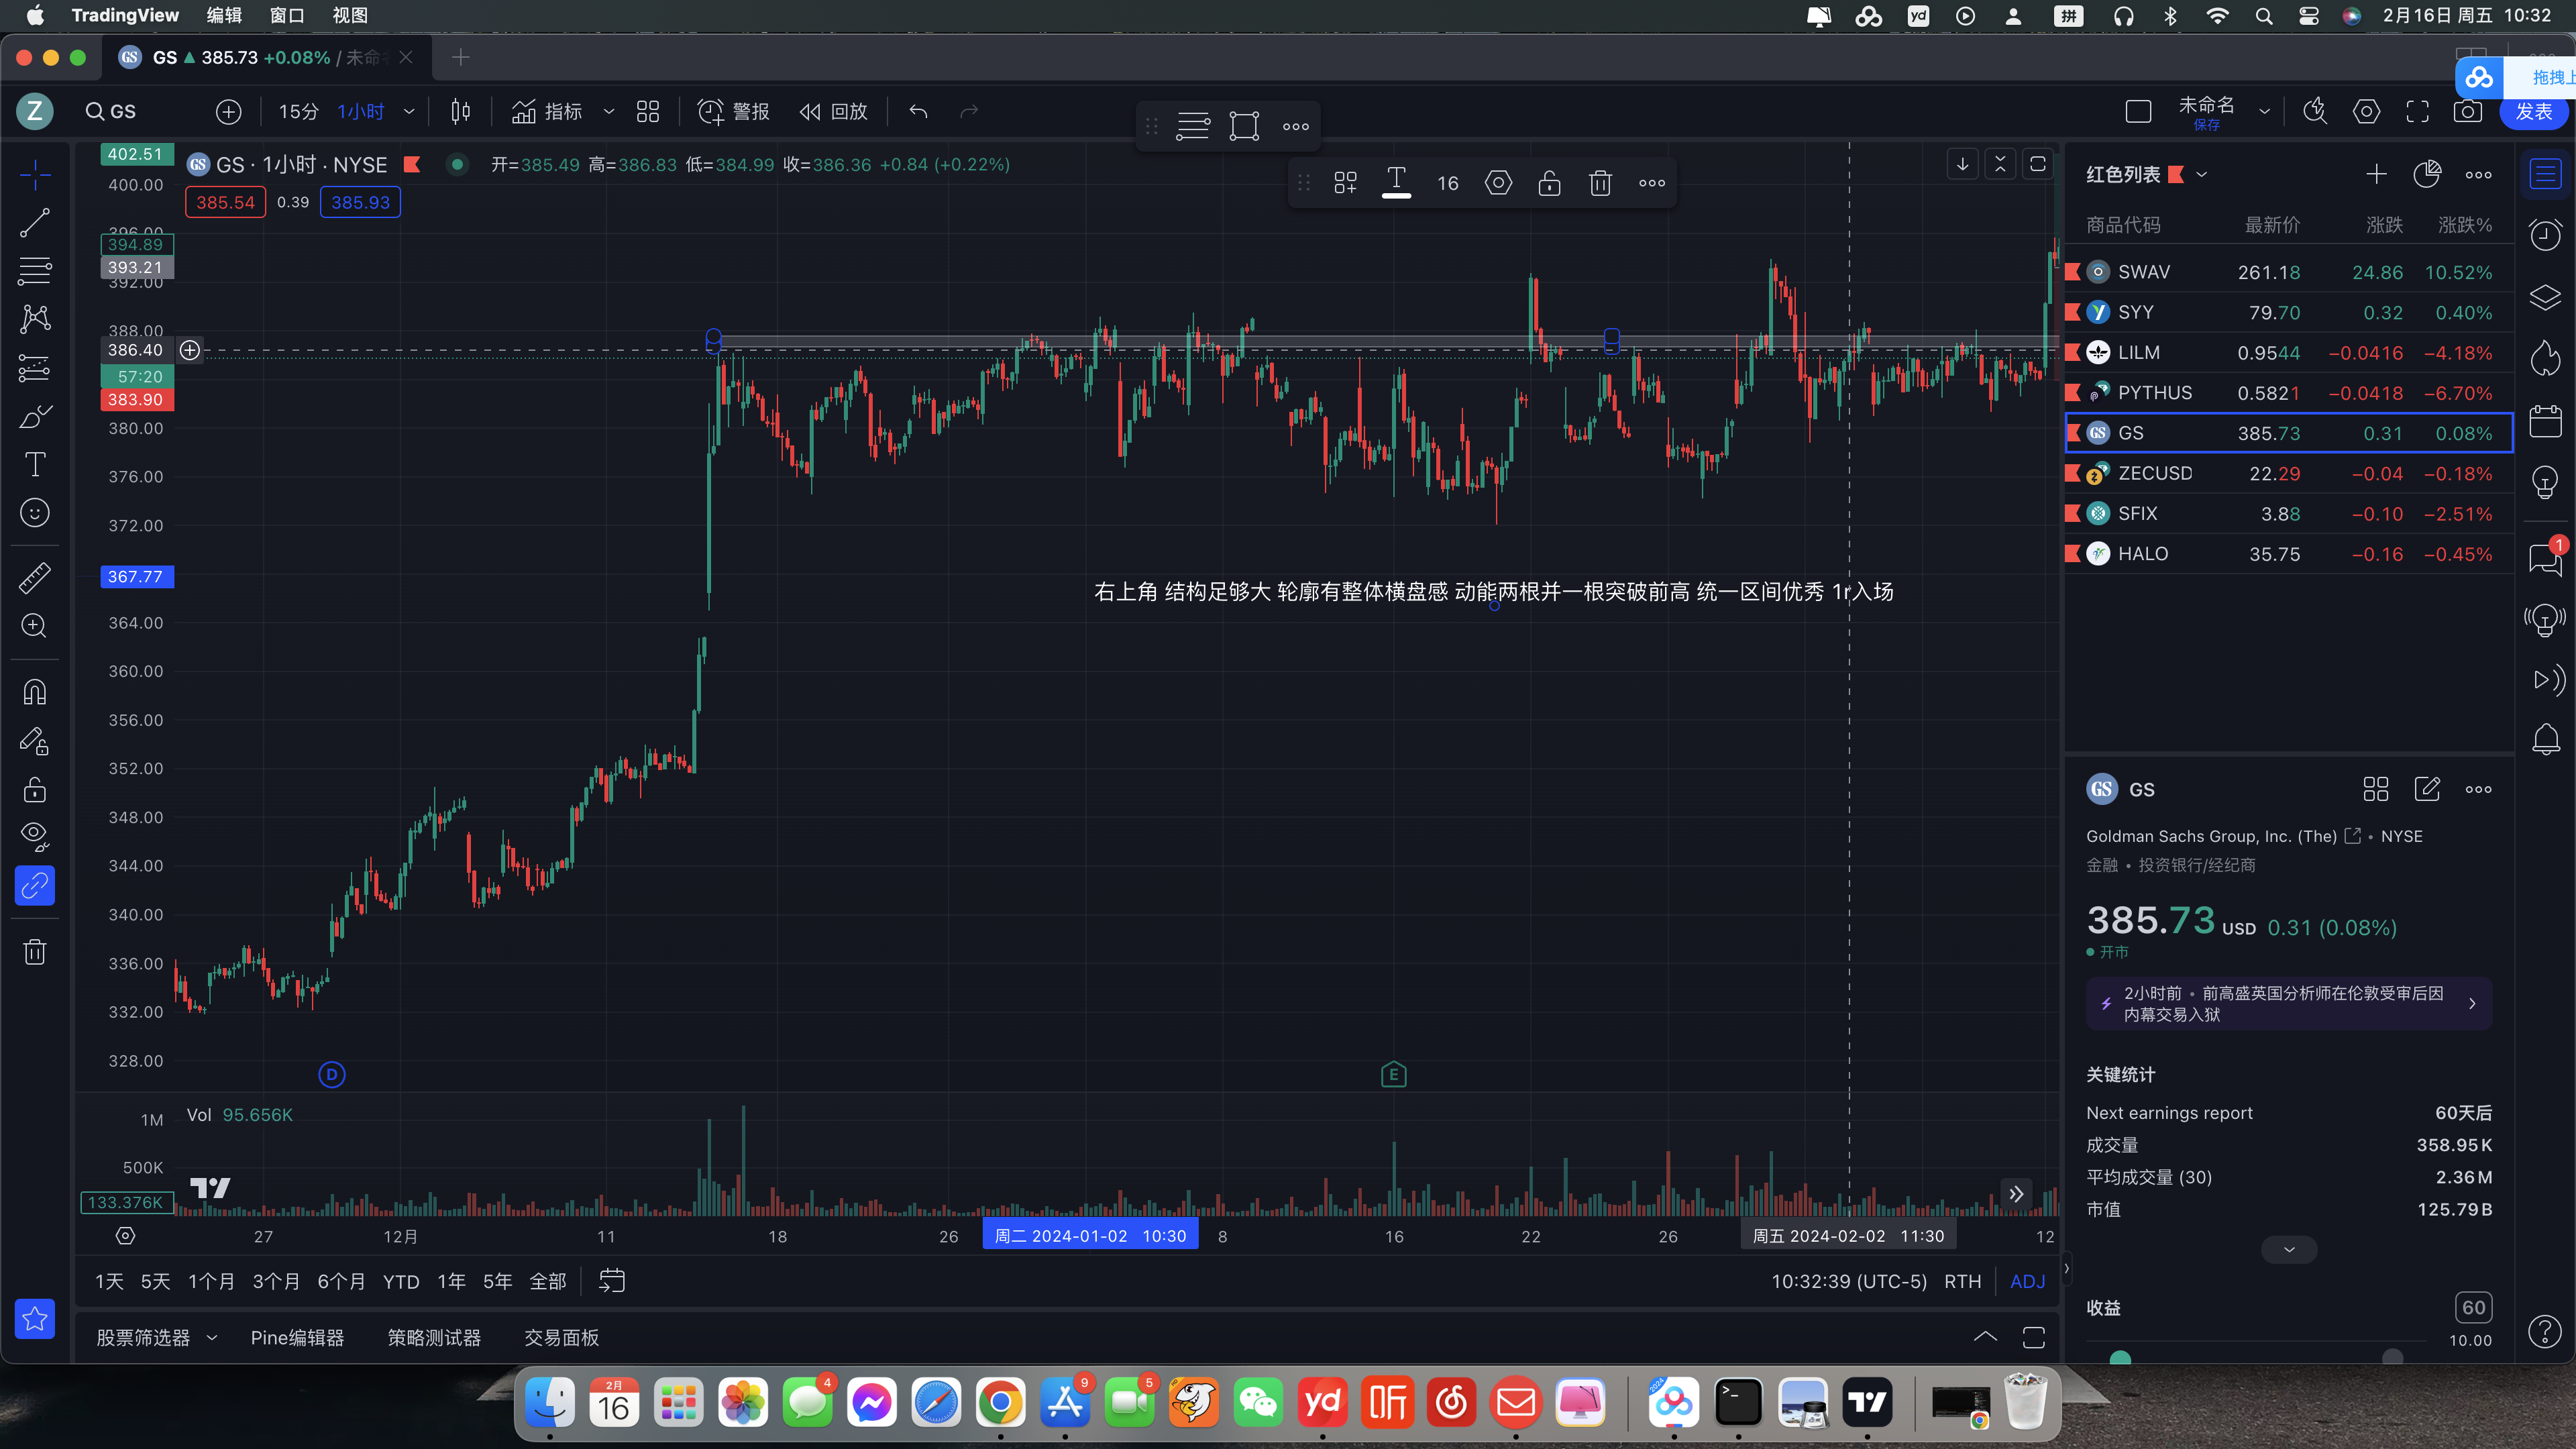 TradingView 编辑 窗口 视图 2月16日 周五 10:32
GS 385.73 +0.08% / 未命名
拖拽上
Z GS 15分 1小时 指标 警报 回放 未命名 发表
保存
GS · 1小时 · NYSE 开=385.49 高=386.83 低=384.99 收=386.36 +0.84 (+0.22%)
385.54 0.39 385.93
16
402.51
400.00
396.00
394.89
393.21
392.00
388.00
386.40
57:20
383.90
380.00
376.00
372.00
367.77
364.00
360.00
356.00
352.00
348.00
344.00
340.00
336.00
332.00
328.00
右上角 结构足够大 轮廓有整体横盘感 动能两根并一根突破前高 统一区间优秀 1r入场
D E
1M
Vol 95.656K
500K
133.376K
27 12月 11 18 26 周二 2024-01-02 10:30 8 16 22 26 周五 2024-02-02 11:30 12
1天 5天 1个月 3个月 6个月 YTD 1年 5年 全部 10:32:39 (UTC-5) RTH ADJ
股票筛选器 Pine编辑器 策略测试器 交易面板
红色列表
商品代码 最新价 涨跌 涨跌%
SWAV 261.18 24.86 10.52%
SYY 79.70 0.32 0.40%
LILM 0.9544 −0.0416 −4.18%
PYTHUS 0.5821 −0.0418 −6.70%
GS 385.73 0.31 0.08%
ZECUSD 22.29 −0.04 −0.18%
SFIX 3.88 −0.10 −2.51%
HALO 35.75 −0.16 −0.45%
1
GS GS
Goldman Sachs Group, Inc. (The) • NYSE
金融 • 投资银行/经纪商
385.73 USD 0.31 (0.08%)
开市
2小时前 • 前高盛英国分析师在伦敦受审后因
内幕交易入狱
关键统计
Next earnings report 60天后
成交量 358.95K
平均成交量 (30) 2.36M
市值 125.79B
收益 60
10.00
2月
16
4
9
5
yd
听
2024